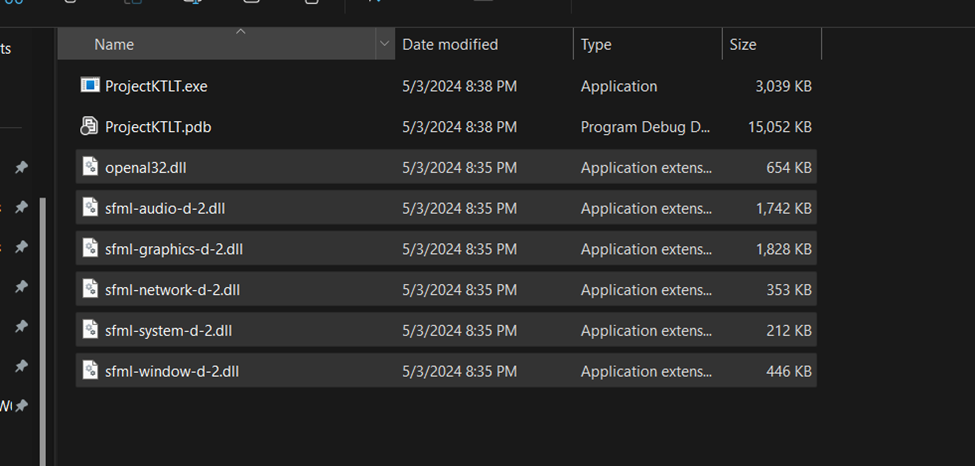 ts
Name Date modified Type Size
ProjectKTLT.exe 5/3/2024 8:38 PM Application 3,039 KB
ProjectKTLT.pdb 5/3/2024 8:38 PM Program Debug D... 15,052 KB
openal32.dll 5/3/2024 8:35 PM Application extens... 654 KB
sfml-audio-d-2.dll 5/3/2024 8:35 PM Application extens... 1,742 KB
sfml-graphics-d-2.dll 5/3/2024 8:35 PM Application extens... 1,828 KB
sfml-network-d-2.dll 5/3/2024 8:35 PM Application extens... 353 KB
sfml-system-d-2.dll 5/3/2024 8:35 PM Application extens... 212 KB
sfml-window-d-2.dll 5/3/2024 8:35 PM Application extens... 446 KB